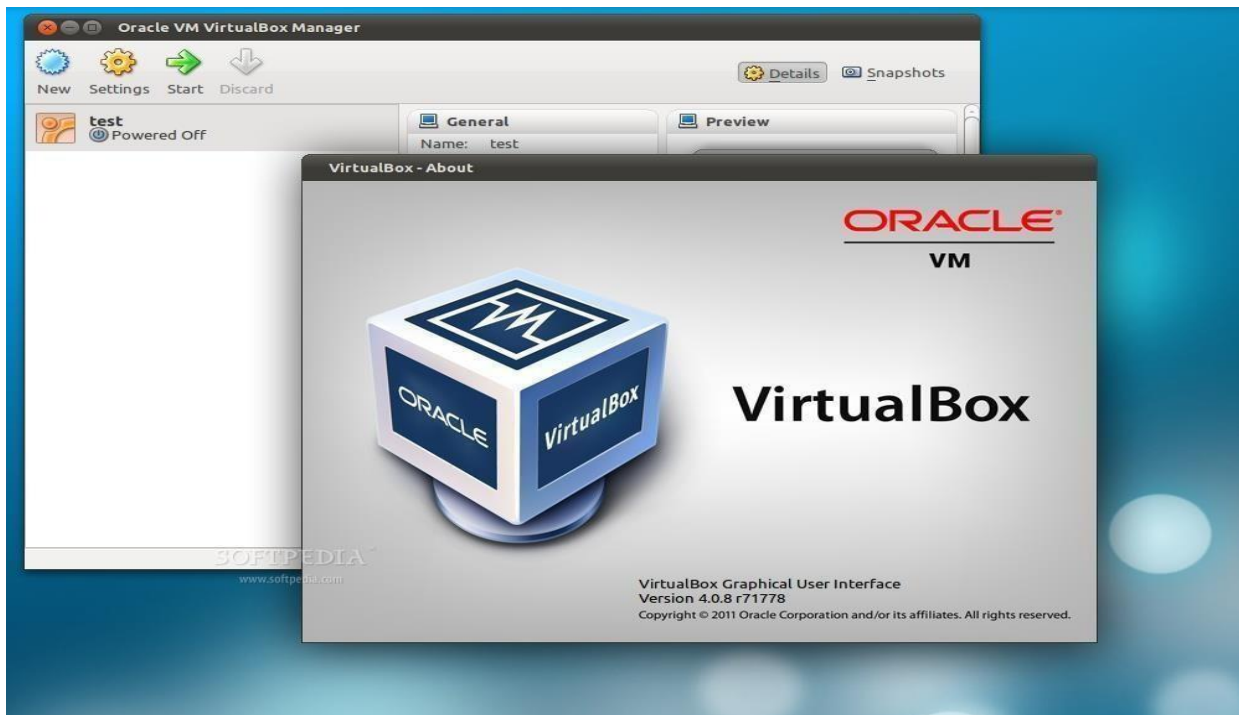 Oracle VM VirtualBox Manager
New Settings Start Discard
Details Snapshots
test
Powered Off
General
Name: test
Preview
VirtualBox - About
ORACLE
VM
VM
ORACLE
VirtualBox
VirtualBox
SOFTPEDIA
www.softpedia.com
VirtualBox Graphical User Interface
Version 4.0.8 r71778
Copyright © 2011 Oracle Corporation and/or its affiliates. All rights reserved.